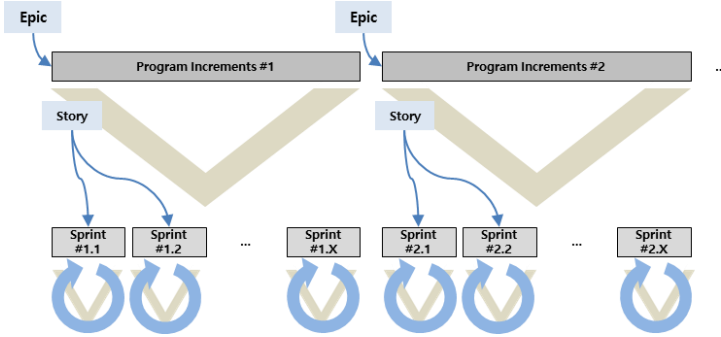 Epic
Epic
Program Increments #1
Program Increments #2
...
Story
Story
Sprint
#1.1
Sprint
#1.2
...
Sprint
#1.X
Sprint
#2.1
Sprint
#2.2
...
Sprint
#2.X